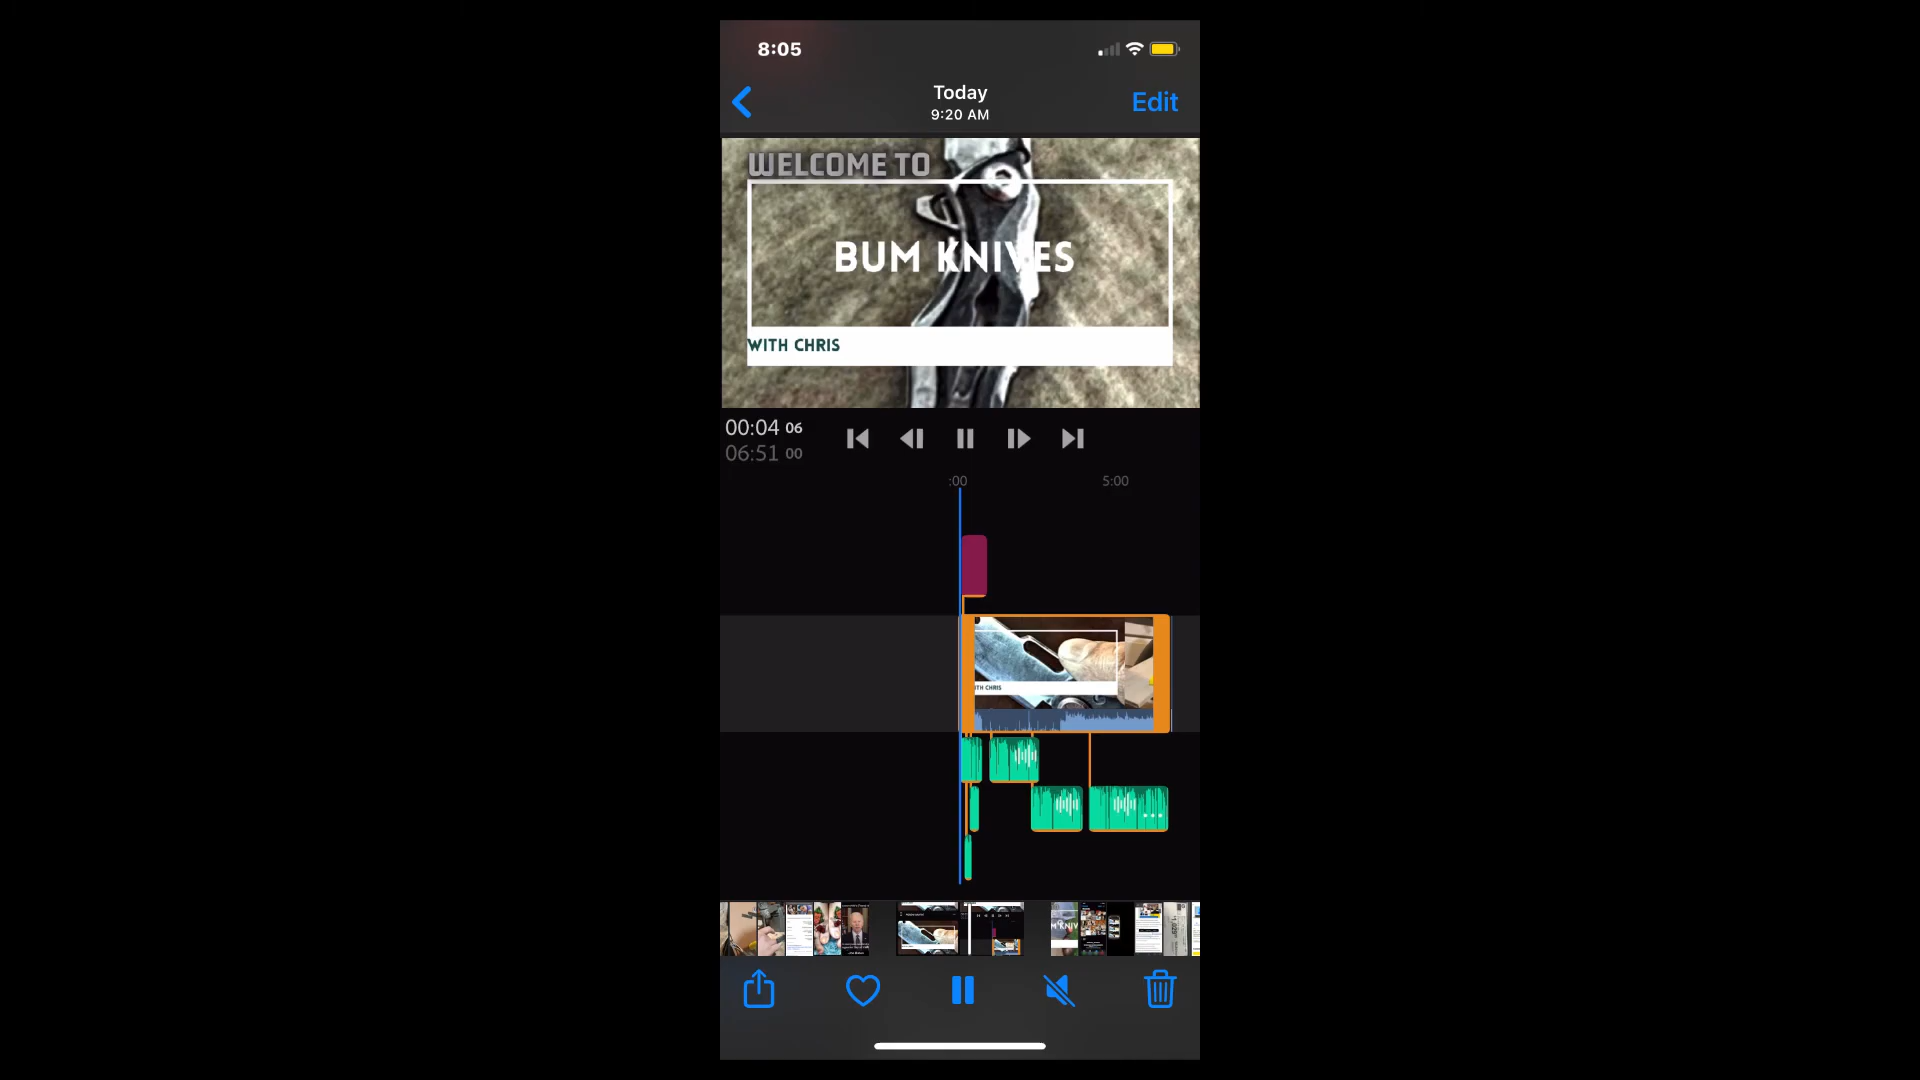 8:05
Today
9:20 AM
Edit
WELCOME TO
BUM KNIVES
WITH CHRIS
00:04 06
06:51 00
:00
5:00
ITH CHRIS